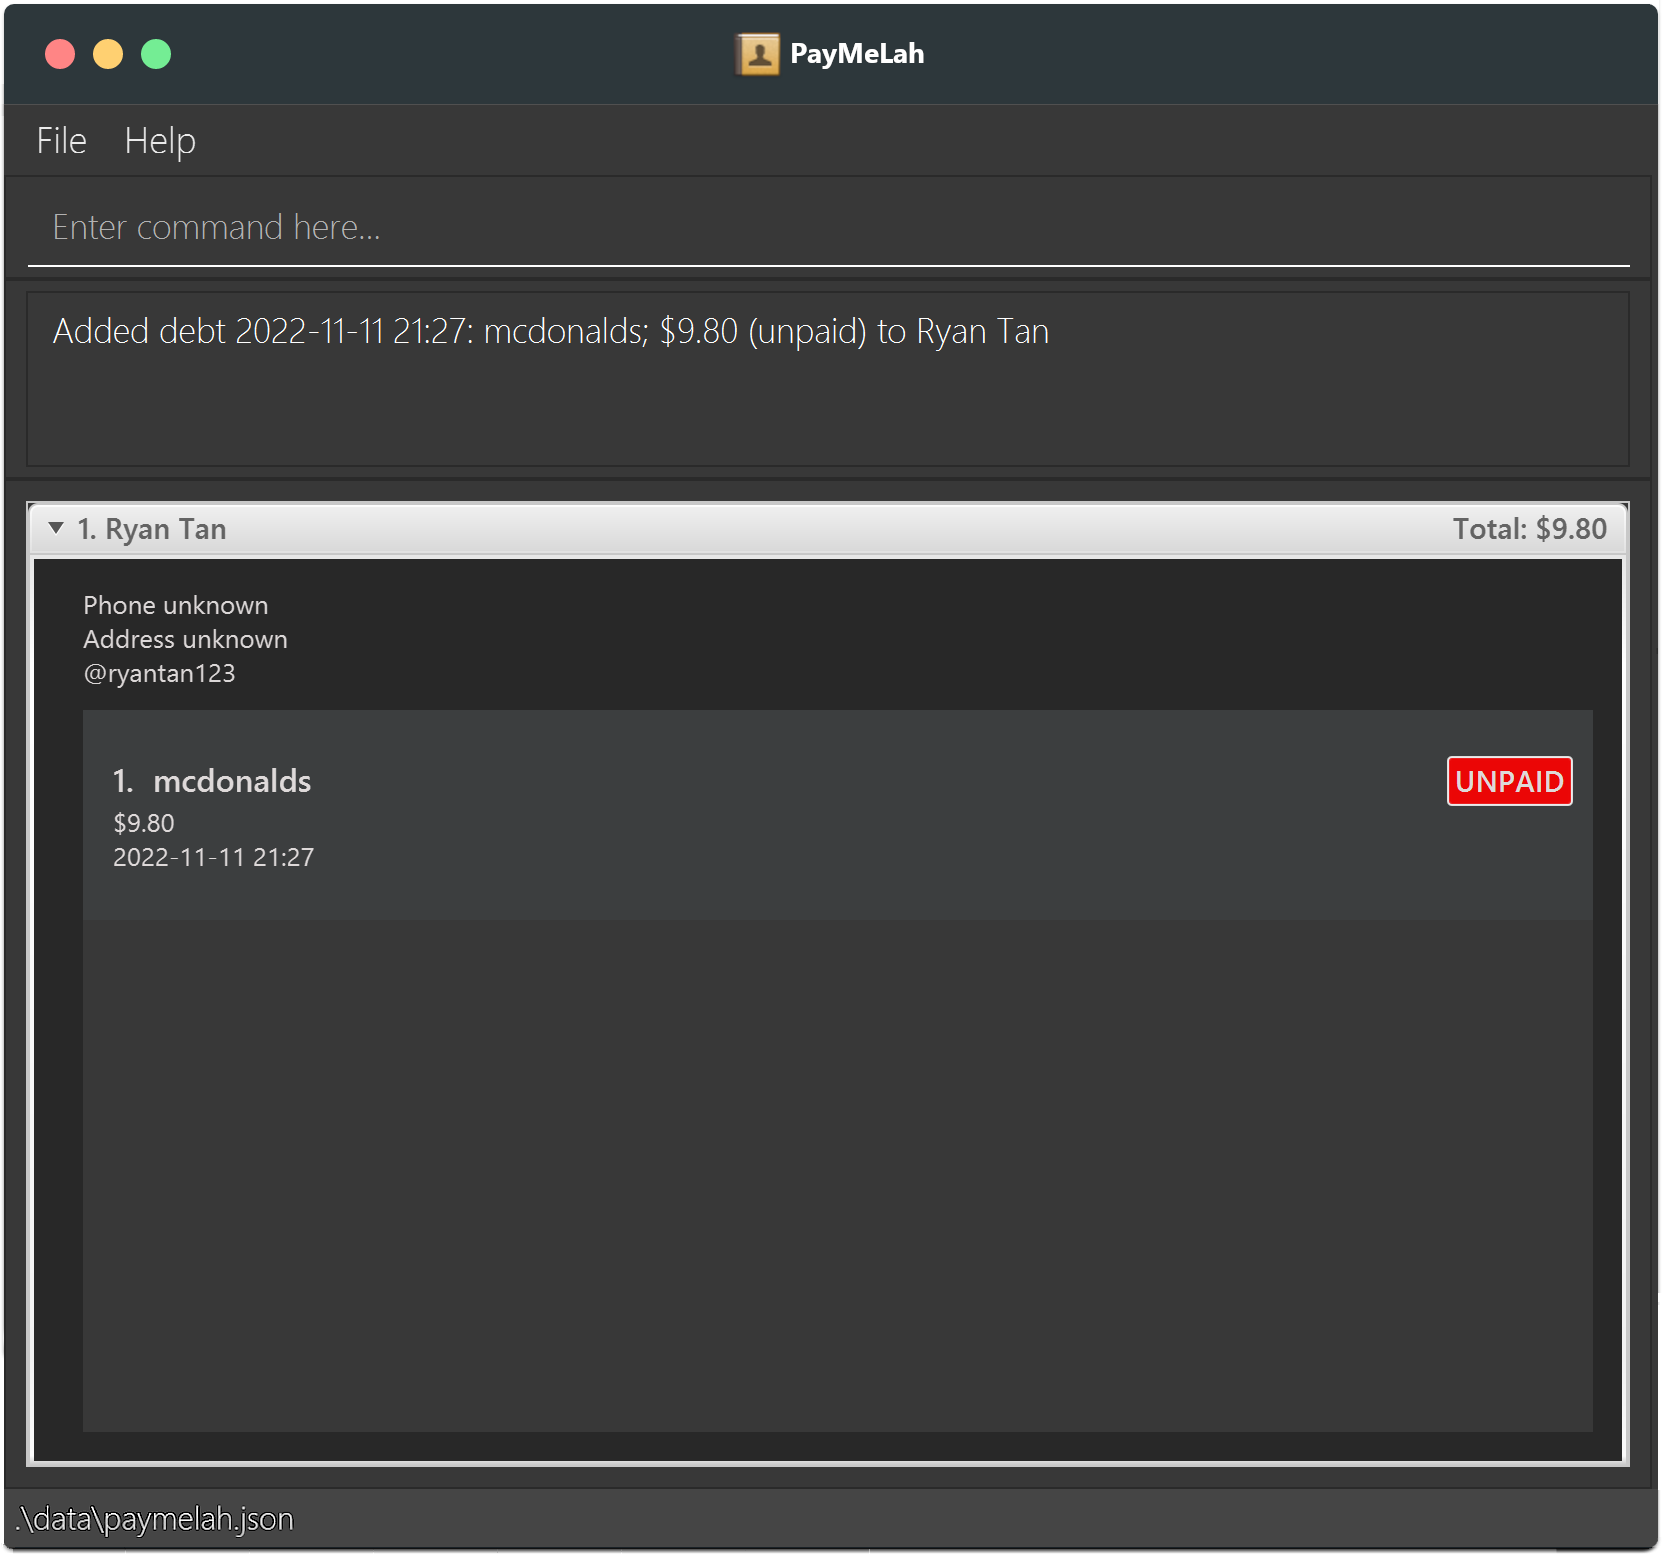 PayMeLah
File Help
Enter command here...
Added debt 2022-11-11 21:27: mcdonalds; $9.80 (unpaid) to Ryan Tan
1. Ryan Tan Total: $9.80
Phone unknown
Address unknown
@ryantan123
1. mcdonalds UNPAID
$9.80
2022-11-11 21:27
.\data\paymelah.json